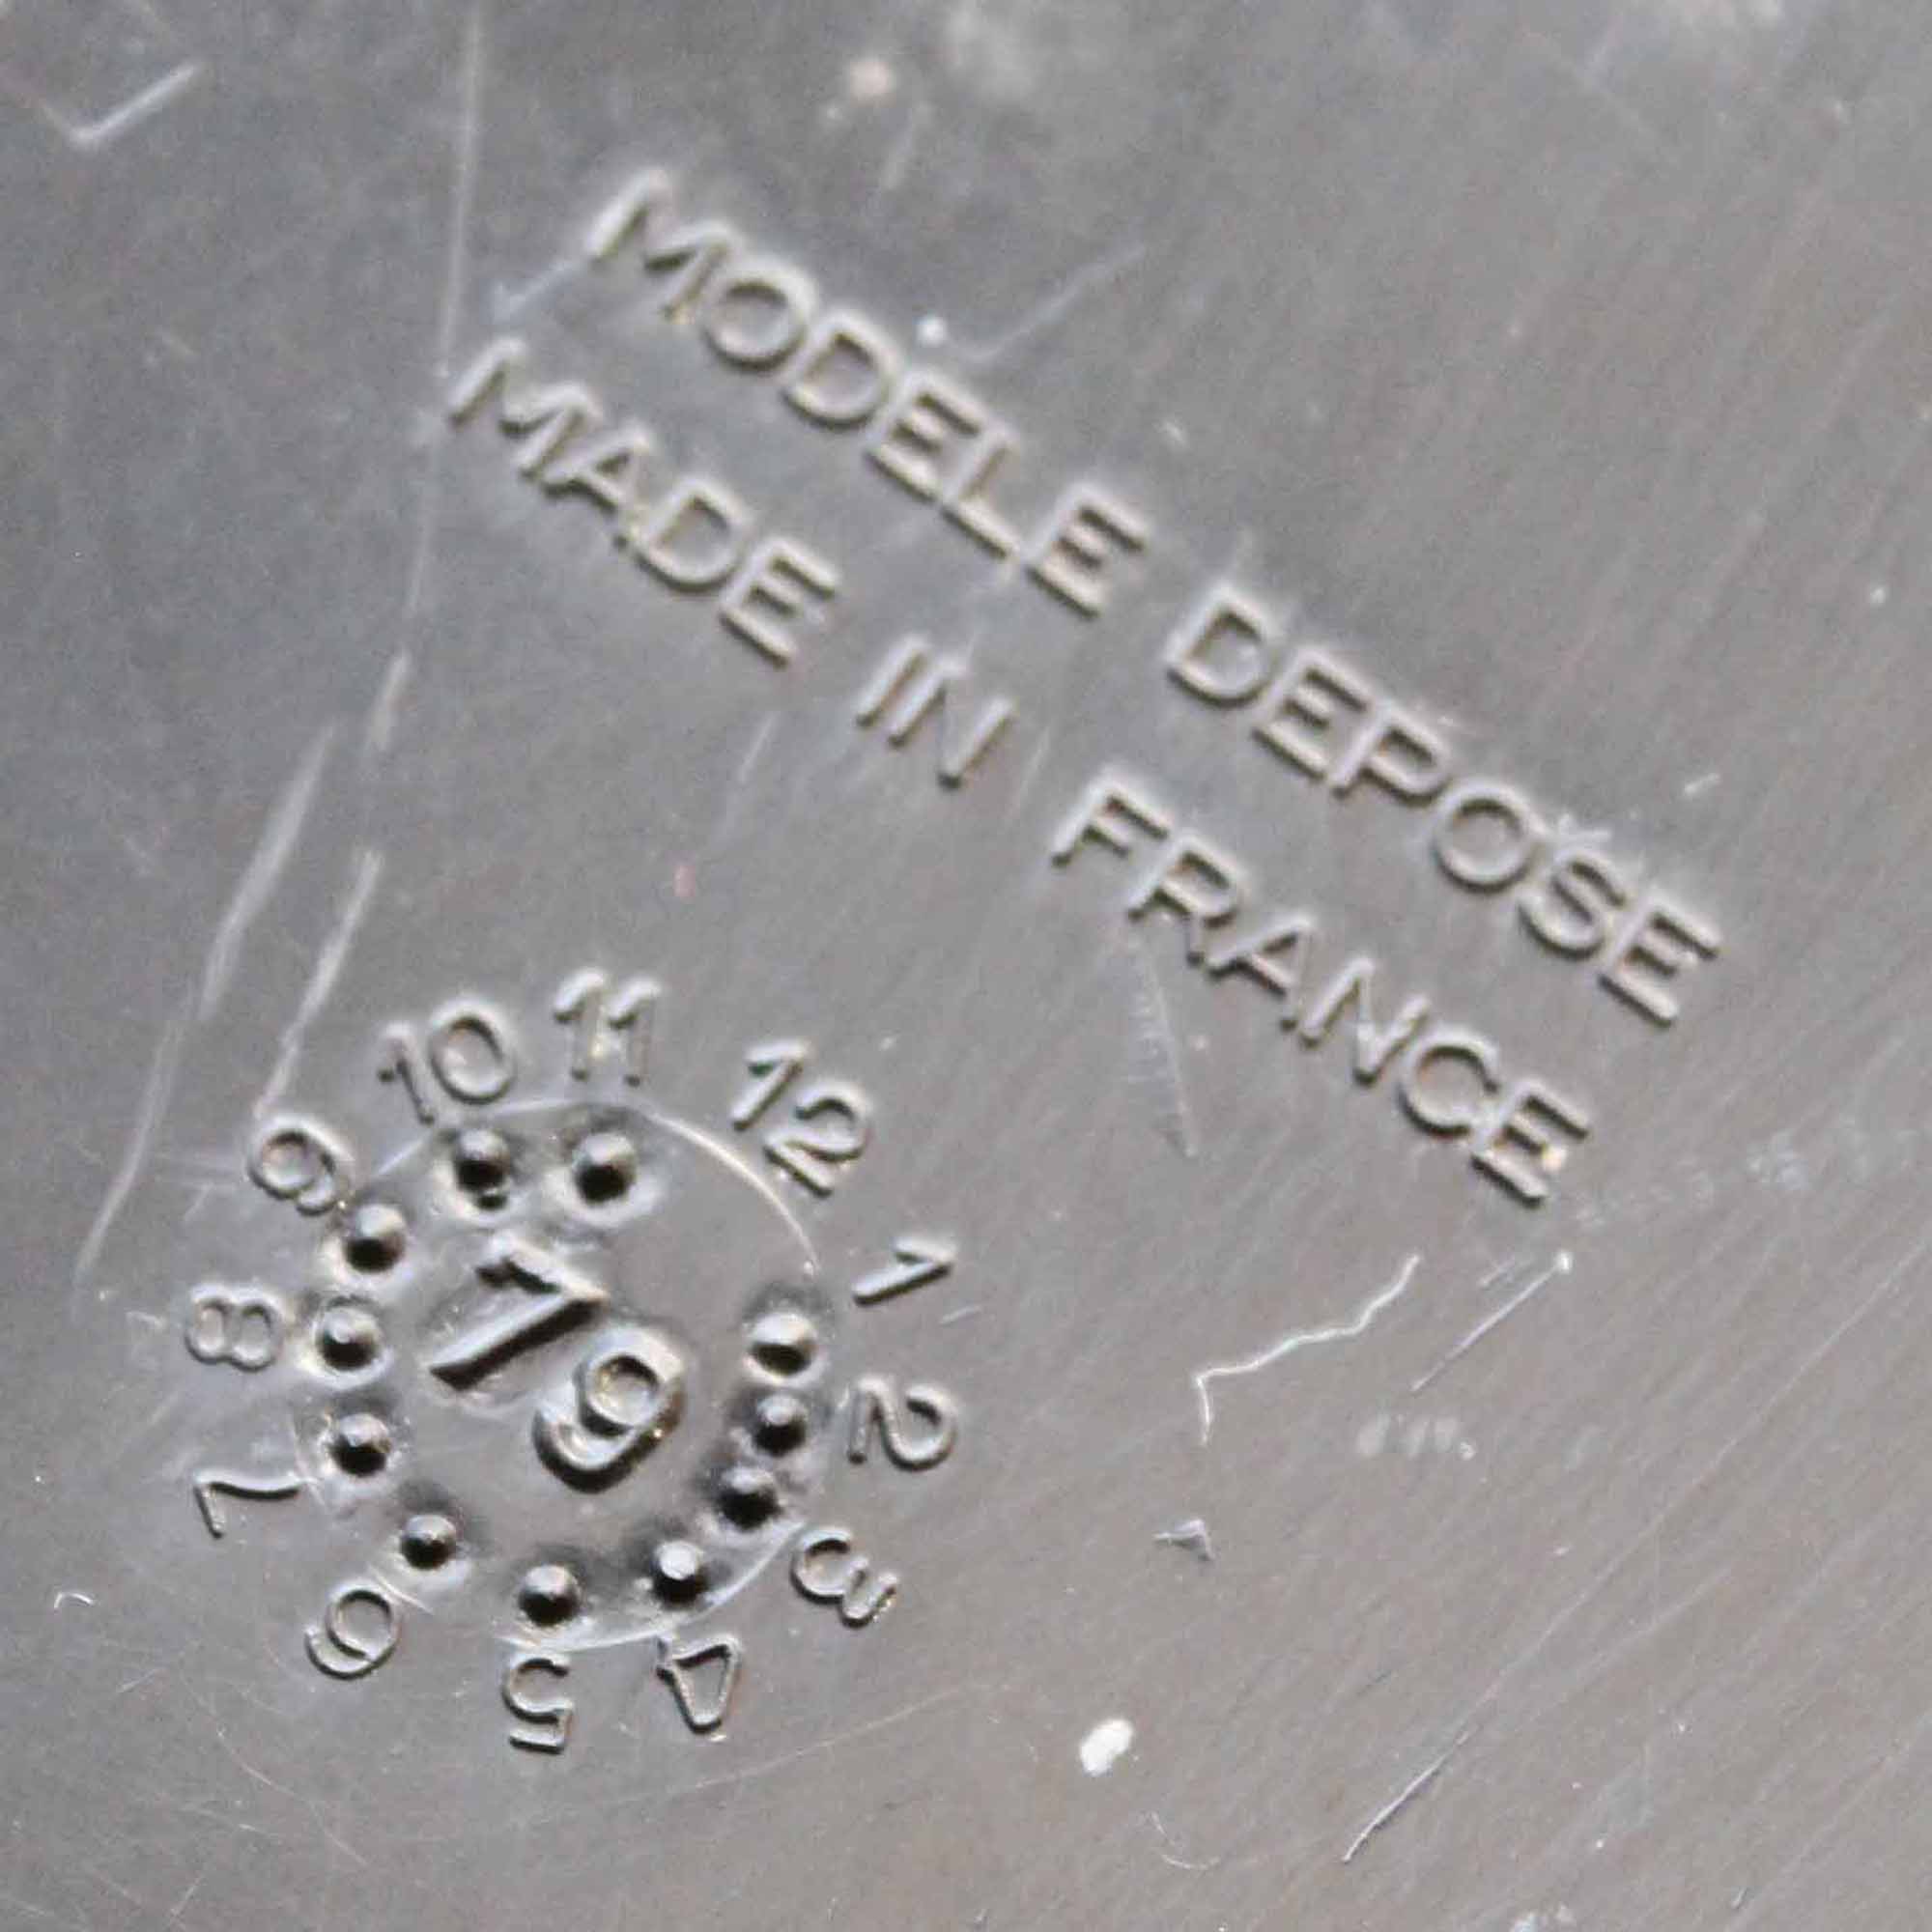 MODELE DEPOSE
MADE IN FRANCE
10 11 12 1 2 3 4 5 6 7 8 9
79